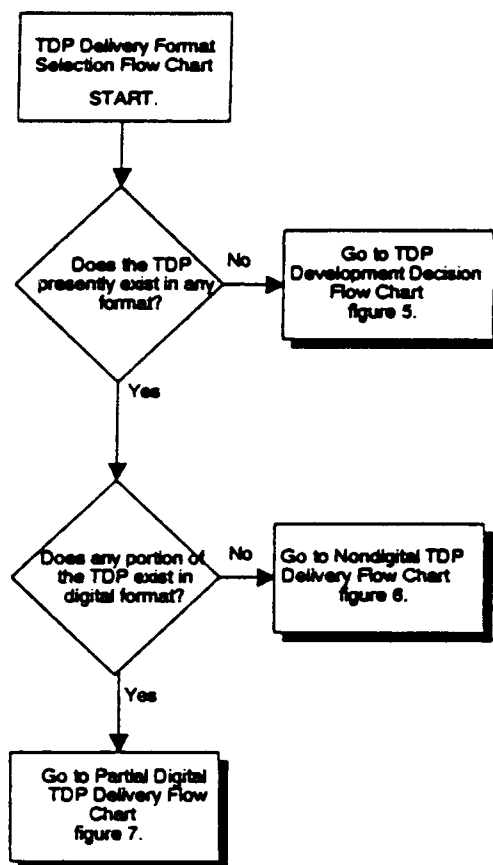 TDP Delivery Format
Selection Flow Chart
START.
Does the TDP
presently exist in any
format?
No
Go to TDP
Development Decision
Flow Chart
figure 5.
Yes
Does any portion of
the TDP exist in
digital format?
No
Go to Nondigital TDP
Delivery Flow Chart
figure 6.
Yes
Go to Partial Digital
TDP Delivery Flow
Chart
figure 7.